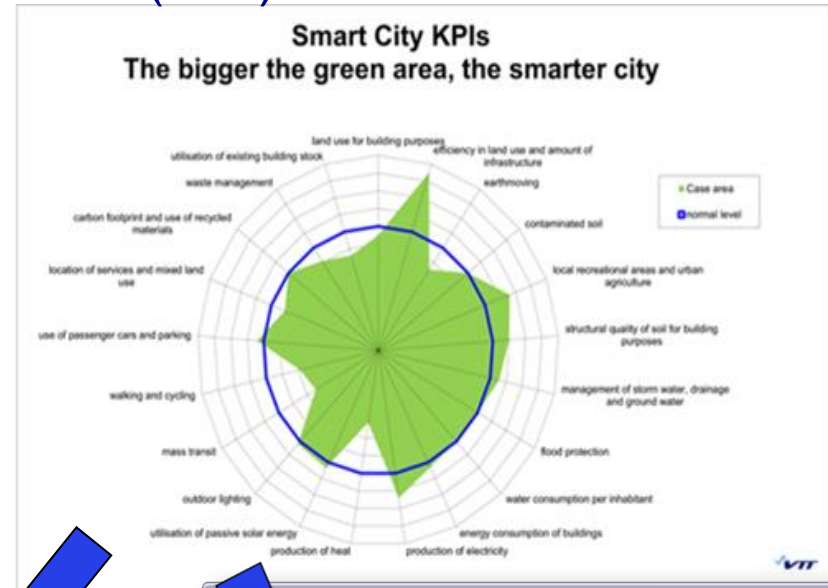 Smart City KPIs
The bigger the green area, the smarter city
land use for building purposes
efficiency in land use and amount of
infrastructure
earthmoving
contaminated soil
local recreational areas and urban
agriculture
structural quality of soil for building
purposes
management of storm water, drainage
and ground water
flood protection
water consumption per inhabitant
energy consumption of buildings
production of electricity
production of heat
utilisation of passive solar energy
outdoor lighting
mass transit
walking and cycling
use of passenger cars and parking
location of services and mixed land
use
carbon footprint and use of recycled
materials
waste management
utilisation of existing building stock
Case area
normal level
VTT